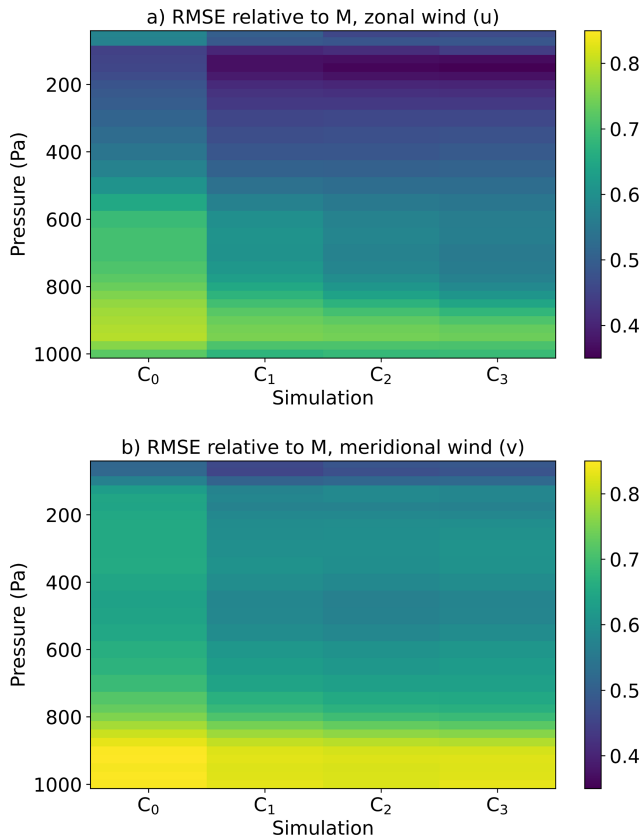 a) RMSE relative to M, zonal wind (u)
Pressure (Pa)
200
400
600
800
1000
C₀ C₁ C₂ C₃
Simulation
0.8
0.7
0.6
0.5
0.4
b) RMSE relative to M, meridional wind (v)
Pressure (Pa)
200
400
600
800
1000
C₀ C₁ C₂ C₃
Simulation
0.8
0.7
0.6
0.5
0.4